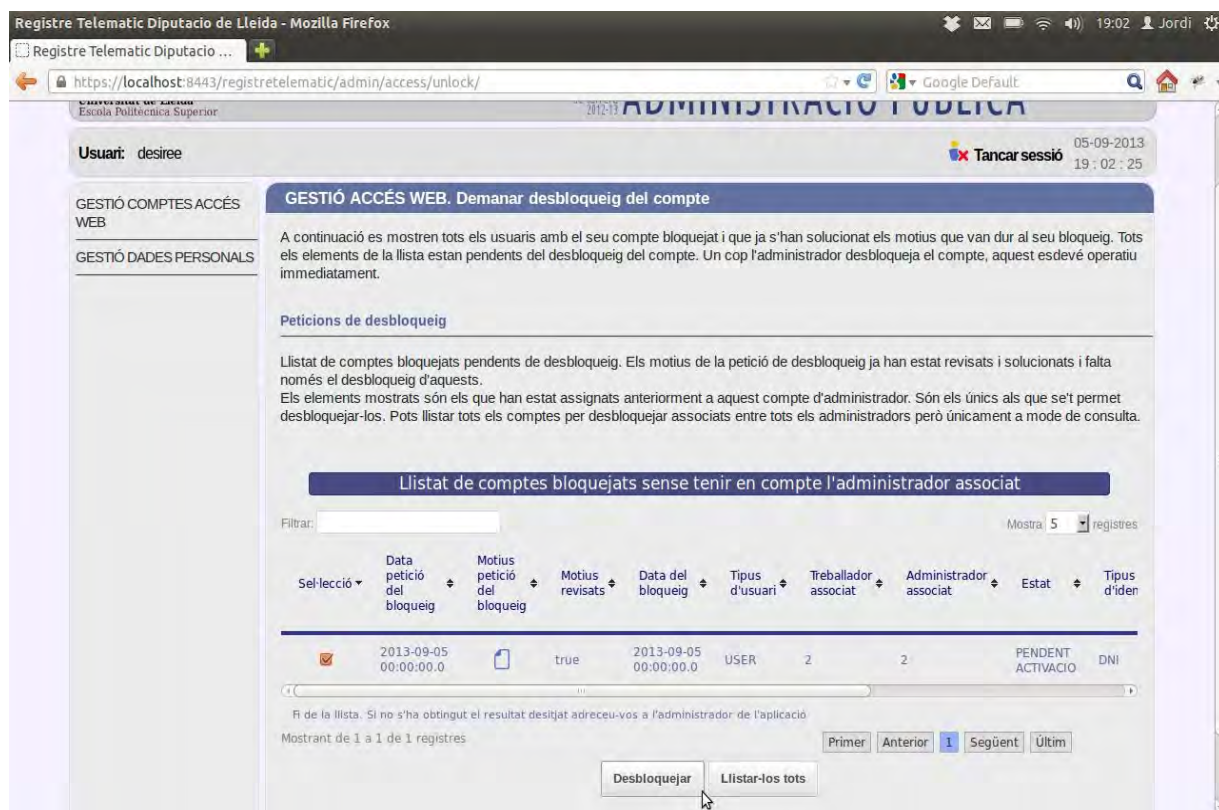 Registre Telematic Diputacio de Lleida - Mozilla Firefox
19:02 Jordi
Registre Telematic Diputacio ...
https://localhost:8443/registretelematic/admin/access/unlock/
Google Default
Universitat de Lleida
Escola Politècnica Superior
2012-13 ADMINISTRACIÓ PÚBLICA
Usuari: desiree
Tancar sessió
05-09-2013
19 : 02 : 25
GESTIÓ COMPTES ACCÉS
WEB
GESTIÓ DADES PERSONALS
GESTIÓ ACCÉS WEB. Demanar desbloqueig del compte
A continuació es mostren tots els usuaris amb el seu compte bloquejat i que ja s'han solucionat els motius que van dur al seu bloqueig. Tots
els elements de la llista estan pendents del desbloqueig del compte. Un cop l'administrador desbloqueja el compte, aquest esdevé operatiu
immediatament.
Peticions de desbloqueig
Llistat de comptes bloquejats pendents de desbloqueig. Els motius de la petició de desbloqueig ja han estat revisats i solucionats i falta
només el desbloqueig d'aquests.
Els elements mostrats són els que han estat assignats anteriorment a aquest compte d'administrador. Són els únics als que se't permet
desbloquejar-los. Pots llistar tots els comptes per desbloquejar associats entre tots els administradors però únicament a mode de consulta.
Llistat de comptes bloquejats sense tenir en compte l'administrador associat
Filtrar:
Mostra 5 registres
Sel·lecció
Data petició del bloqueig
Motius petició del bloqueig
Motius revisats
Data del bloqueig
Tipus d'usuari
Treballador associat
Administrador associat
Estat
Tipus d'iden
2013-09-05 00:00:00.0
true
2013-09-05 00:00:00.0
USER
2
2
PENDENT ACTIVACIO
DNI
Fi de la llista. Si no s'ha obtingut el resultat desitjat adreceu-vos a l'administrador de l'aplicació
Mostrant de 1 a 1 de 1 registres
Primer Anterior 1 Següent Últim
Desbloquejar Llistar-los tots